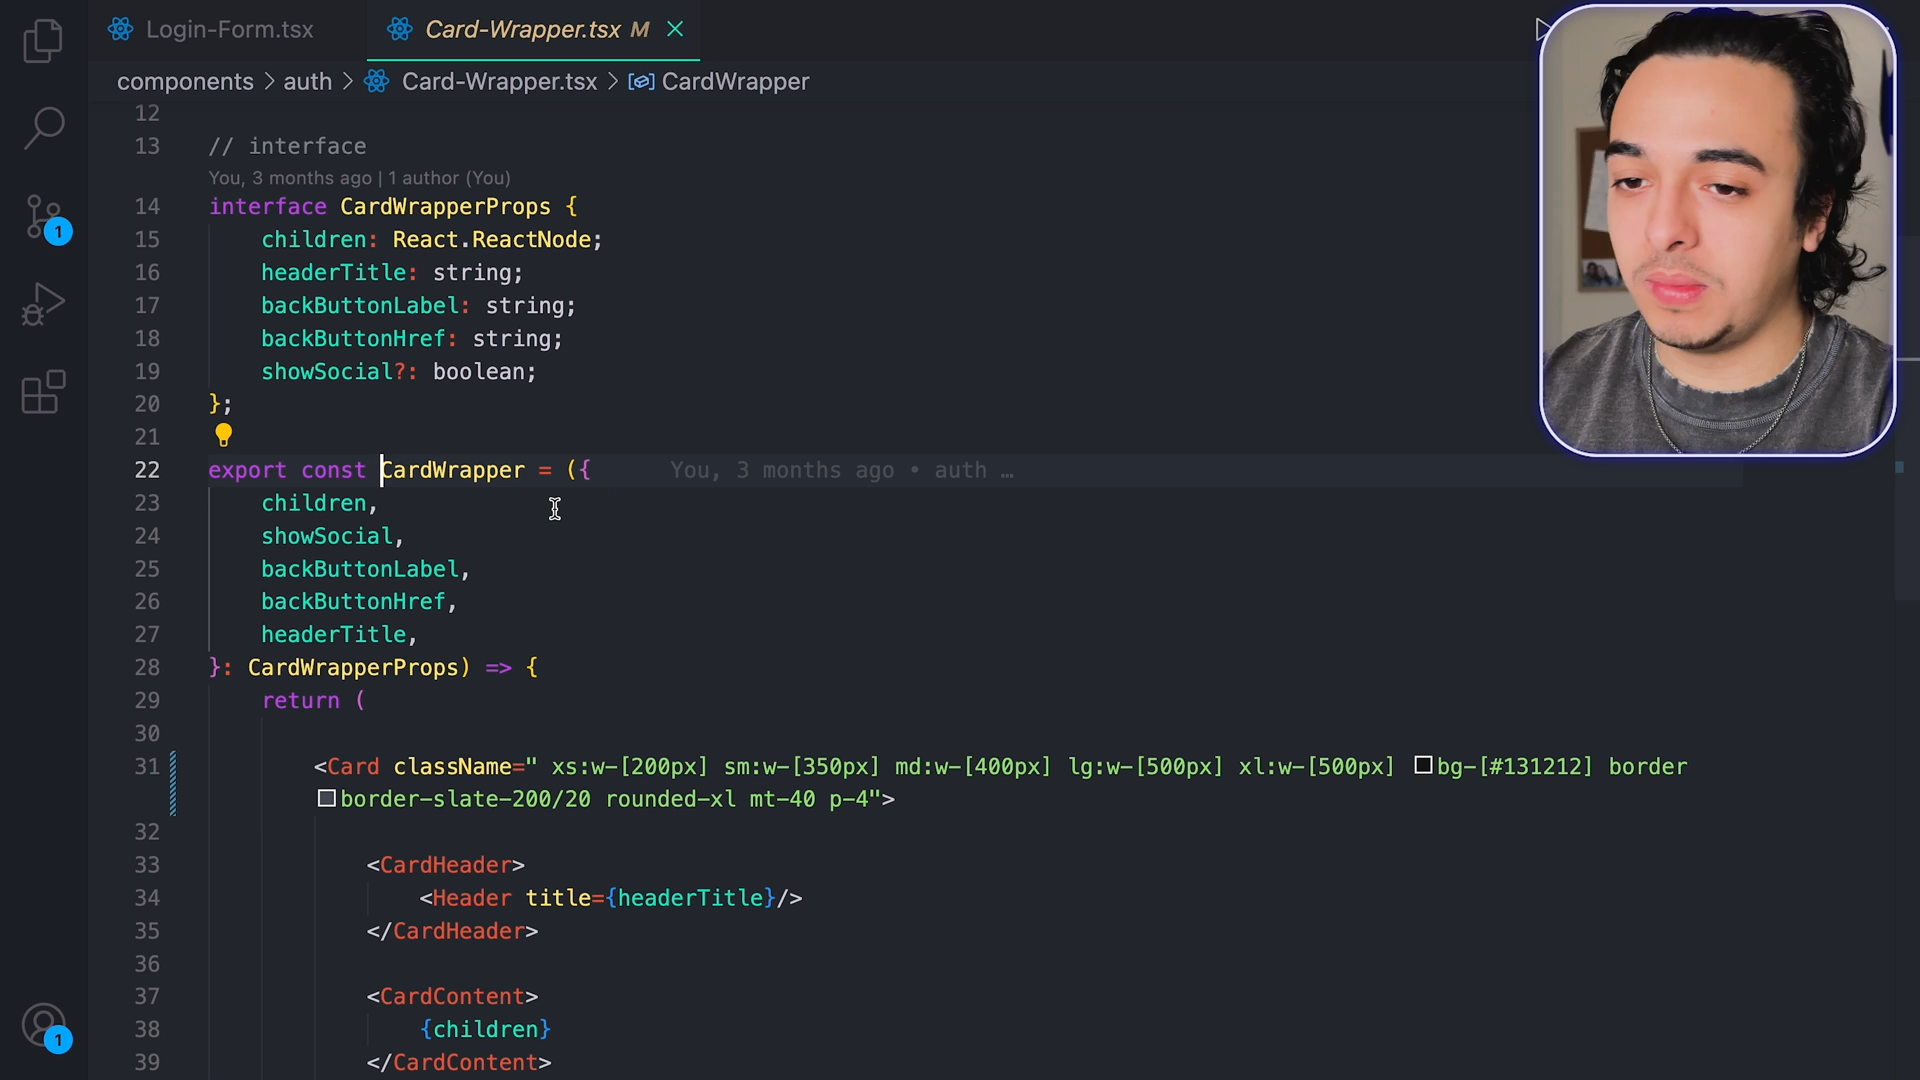 Login-Form.tsx
Card-Wrapper.tsx M
components > auth > Card-Wrapper.tsx > CardWrapper
12
13 // interface
You, 3 months ago | 1 author (You)
14 interface CardWrapperProps {
15 children: React.ReactNode;
16 headerTitle: string;
17 backButtonLabel: string;
18 backButtonHref: string;
19 showSocial?: boolean;
20 };
21
22 export const CardWrapper = ({ You, 3 months ago • auth …
23 children,
24 showSocial,
25 backButtonLabel,
26 backButtonHref,
27 headerTitle,
28 }: CardWrapperProps) => {
29 return (
30
31 <Card className=" xs:w-[200px] sm:w-[350px] md:w-[400px] lg:w-[500px] xl:w-[500px] bg-[#131212] border
border-slate-200/20 rounded-xl mt-40 p-4">
32
33 <CardHeader>
34 <Header title={headerTitle}/>
35 </CardHeader>
36
37 <CardContent>
38 {children}
39 </CardContent>
1
1